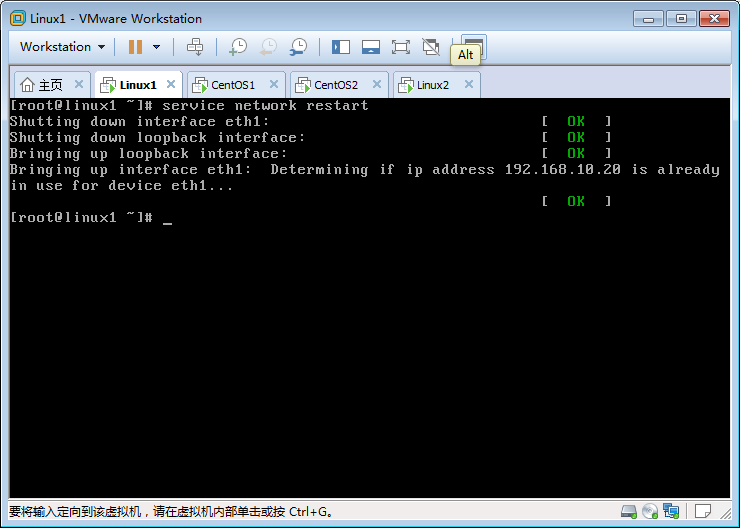 Linux1 - VMware Workstation
Workstation
Alt
主页
Linux1
CentOS1
CentOS2
Linux2
[root@linux1 ~]# service network restart
Shutting down interface eth1: [ OK ]
Shutting down loopback interface: [ OK ]
Bringing up loopback interface: [ OK ]
Bringing up interface eth1: Determining if ip address 192.168.10.20 is already
in use for device eth1...
[ OK ]
[root@linux1 ~]# _
要将输入定向到该虚拟机，请在虚拟机内部单击或按 Ctrl+G。